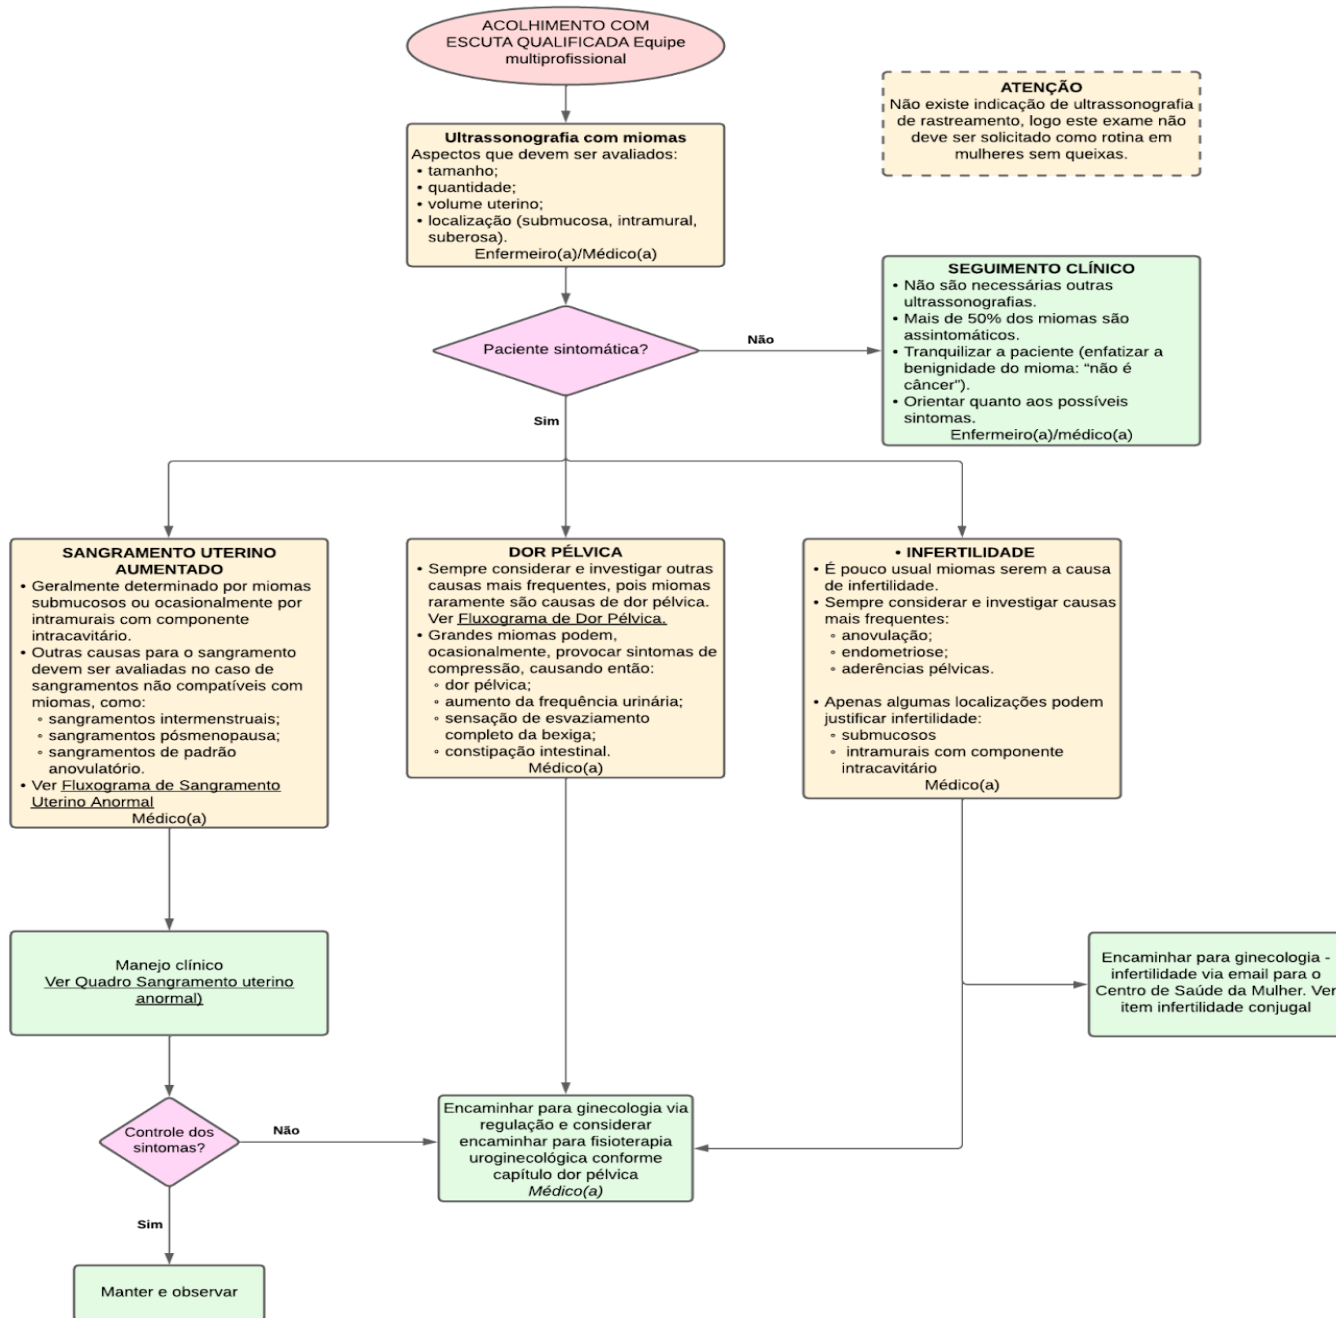 ACOLHIMENTO COM
ESCUTA QUALIFICADA Equipe
multiprofissional
ATENÇÃO
Não existe indicação de ultrassonografia
de rastreamento, logo este exame não
deve ser solicitado como rotina em
mulheres sem queixas.
Ultrassonografia com miomas
Aspectos que devem ser avaliados:
• tamanho;
• quantidade;
• volume uterino;
• localização (submucosa, intramural,
suberosa).
Enfermeiro(a)/Médico(a)
SEGUIMENTO CLÍNICO
• Não são necessárias outras
ultrassonografias.
• Mais de 50% dos miomas são
assintomáticos.
• Tranquilizar a paciente (enfatizar a
benignidade do mioma: "não é
câncer").
• Orientar quanto aos possíveis
sintomas.
Enfermeiro(a)/médico(a)
Paciente sintomática?
Não
Sim
SANGRAMENTO UTERINO
AUMENTADO
• Geralmente determinado por miomas
submucosos ou ocasionalmente por
intramurais com componente
intracavitário.
• Outras causas para o sangramento
devem ser avaliadas no caso de
sangramentos não compatíveis com
miomas, como:
◦ sangramentos intermenstruais;
◦ sangramentos pósmenopausa;
◦ sangramentos de padrão
anovulatório.
• Ver Fluxograma de Sangramento
Uterino Anormal
Médico(a)
DOR PÉLVICA
• Sempre considerar e investigar outras
causas mais frequentes, pois miomas
raramente são causas de dor pélvica.
Ver Fluxograma de Dor Pélvica.
• Grandes miomas podem,
ocasionalmente, provocar sintomas de
compressão, causando então:
◦ dor pélvica;
◦ aumento da frequência urinária;
◦ sensação de esvaziamento
completo da bexiga;
◦ constipação intestinal.
Médico(a)
• INFERTILIDADE
• É pouco usual miomas serem a causa
de infertilidade.
• Sempre considerar e investigar causas
mais frequentes:
◦ anovulação;
◦ endometriose;
◦ aderências pélvicas.
• Apenas algumas localizações podem
justificar infertilidade:
◦ submucosos
◦ intramurais com componente
intracavitário
Médico(a)
Manejo clínico
Ver Quadro Sangramento uterino
anormal)
Encaminhar para ginecologia -
infertilidade via email para o
Centro de Saúde da Mulher. Ver
item infertilidade conjugal
Controle dos
sintomas?
Não
Encaminhar para ginecologia via
regulação e considerar
encaminhar para fisioterapia
uroginecológica conforme
capítulo dor pélvica
Médico(a)
Sim
Manter e observar